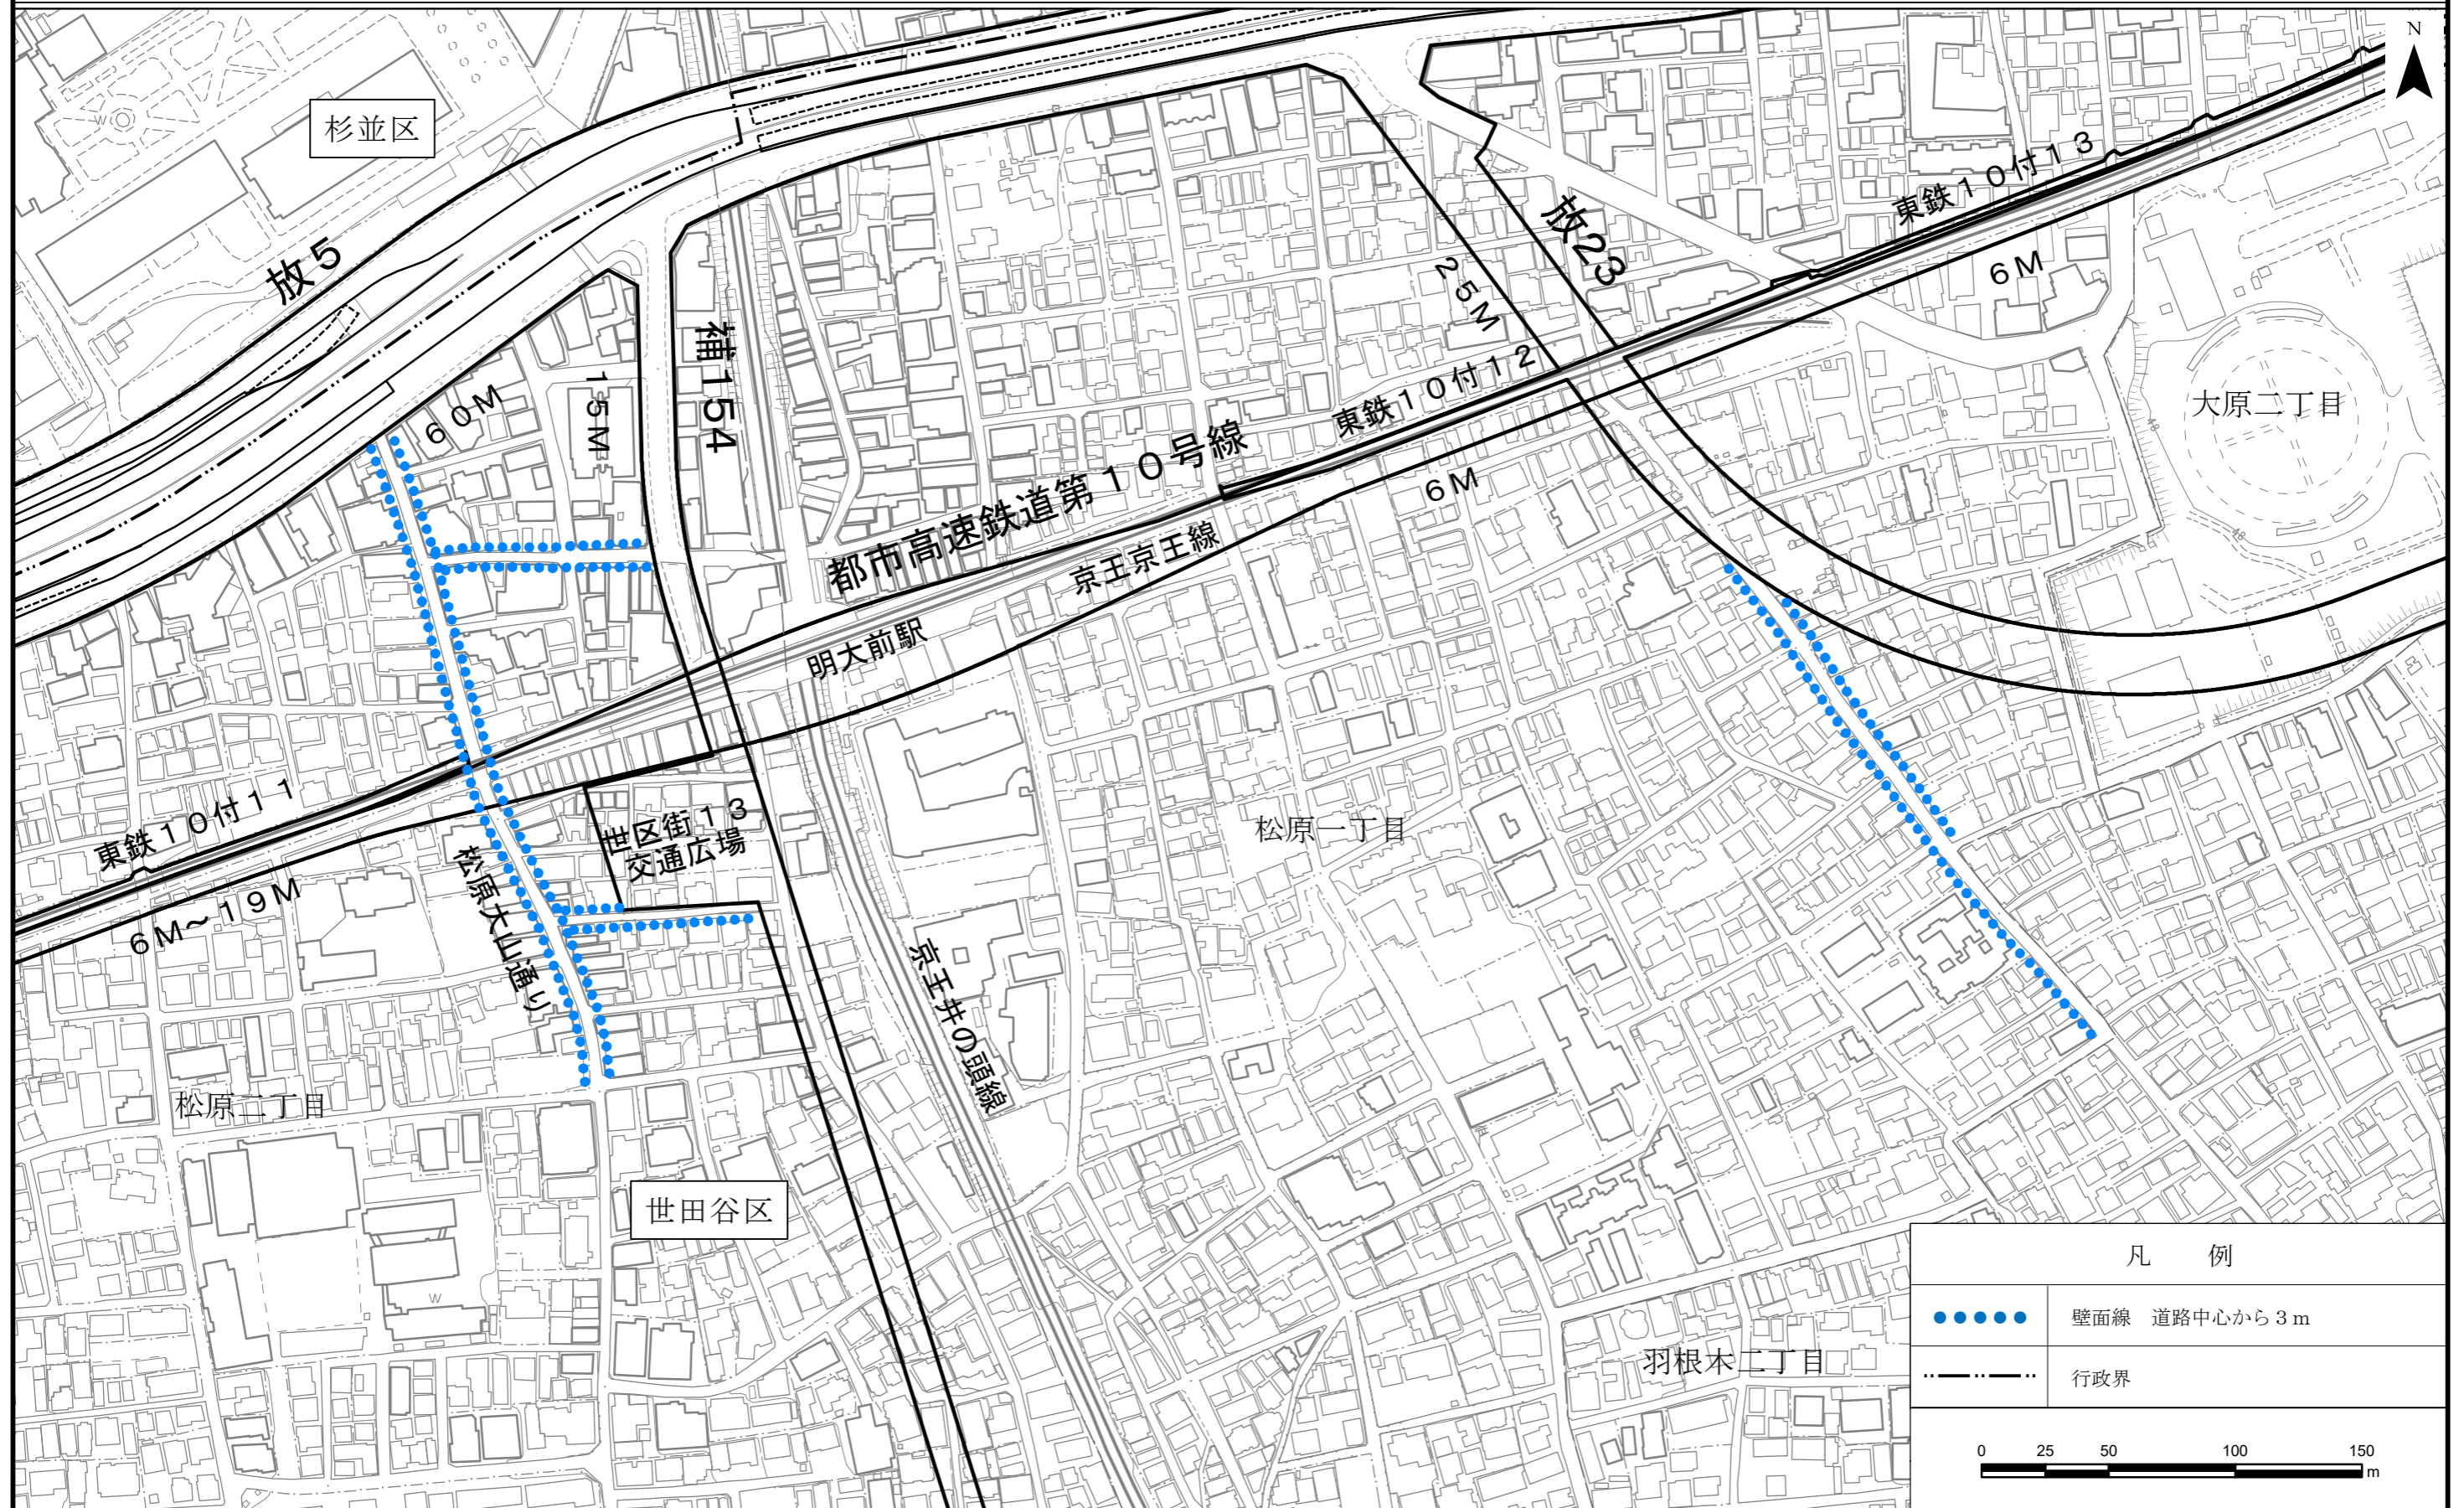 N
杉並区
放5
東鉄10付13
放23
25M
6M
補154
15M
60M
東鉄10付12
大原二丁目
都市高速鉄道第10号線
6M
京王京王線
明大前駅
東鉄10付11
世区街13
交通広場
松原一丁目
6M～19M
松原大山通り
京王井の頭線
松原二丁目
世田谷区
羽根木二丁目
凡 例
壁面線 道路中心から3m
行政界
0 25 50 100 150
m
W
W